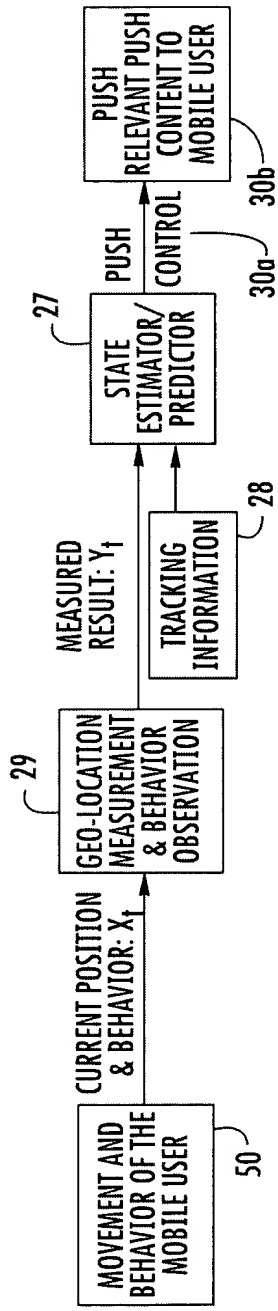 MOVEMENT AND
BEHAVIOR OF THE
MOBILE USER
50
CURRENT POSITION
& BEHAVIOR: Xt
GEO-LOCATION
MEASUREMENT
& BEHAVIOR
OBSERVATION
29
MEASURED
RESULT: Yt
TRACKING
INFORMATION
28
STATE
ESTIMATOR/
PREDICTOR
27
PUSH
CONTROL
30a
PUSH
RELEVANT PUSH
CONTENT TO
MOBILE USER
30b